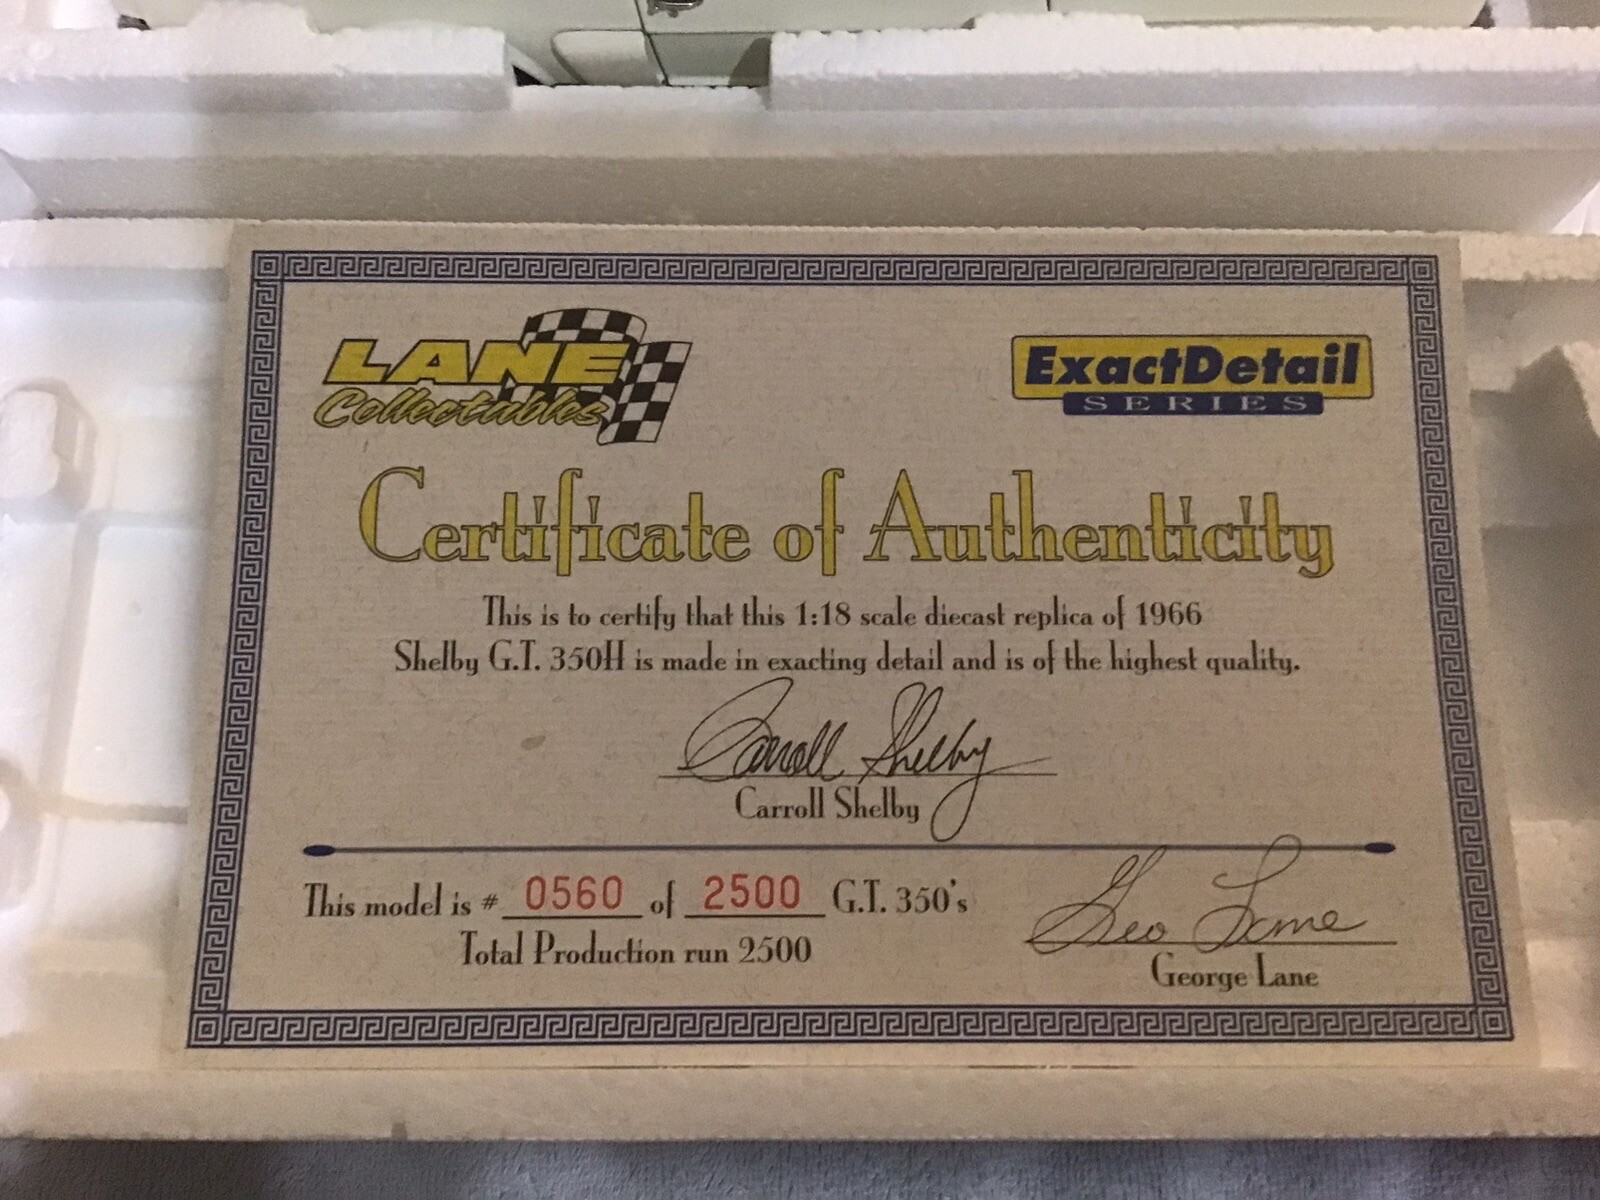 LANE
Collectables
ExactDetail
SERIES
Certificate of Authenticity
This is to certify that this 1:18 scale diecast replica of 1966
Shelby G.T. 350H is made in exacting detail and is of the highest quality.
Carroll Shelby
Carroll Shelby
This model is # 0560 of 2500 G.T. 350's
Total Production run 2500
Geo Lane
George Lane